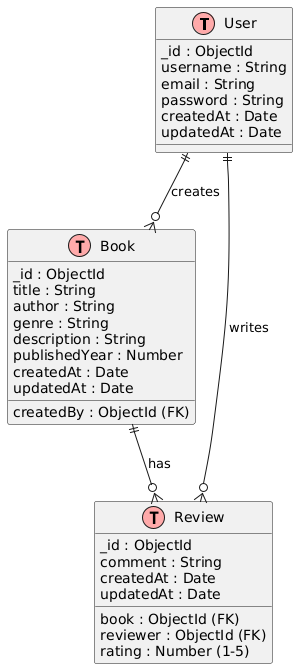 T User
_id : ObjectId
username : String
email : String
password : String
createdAt : Date
updatedAt : Date
creates
T Book
_id : ObjectId
title : String
author : String
genre : String
description : String
publishedYear : Number
createdAt : Date
updatedAt : Date
createdBy : ObjectId (FK)
writes
has
T Review
_id : ObjectId
comment : String
createdAt : Date
updatedAt : Date
book : ObjectId (FK)
reviewer : ObjectId (FK)
rating : Number (1-5)